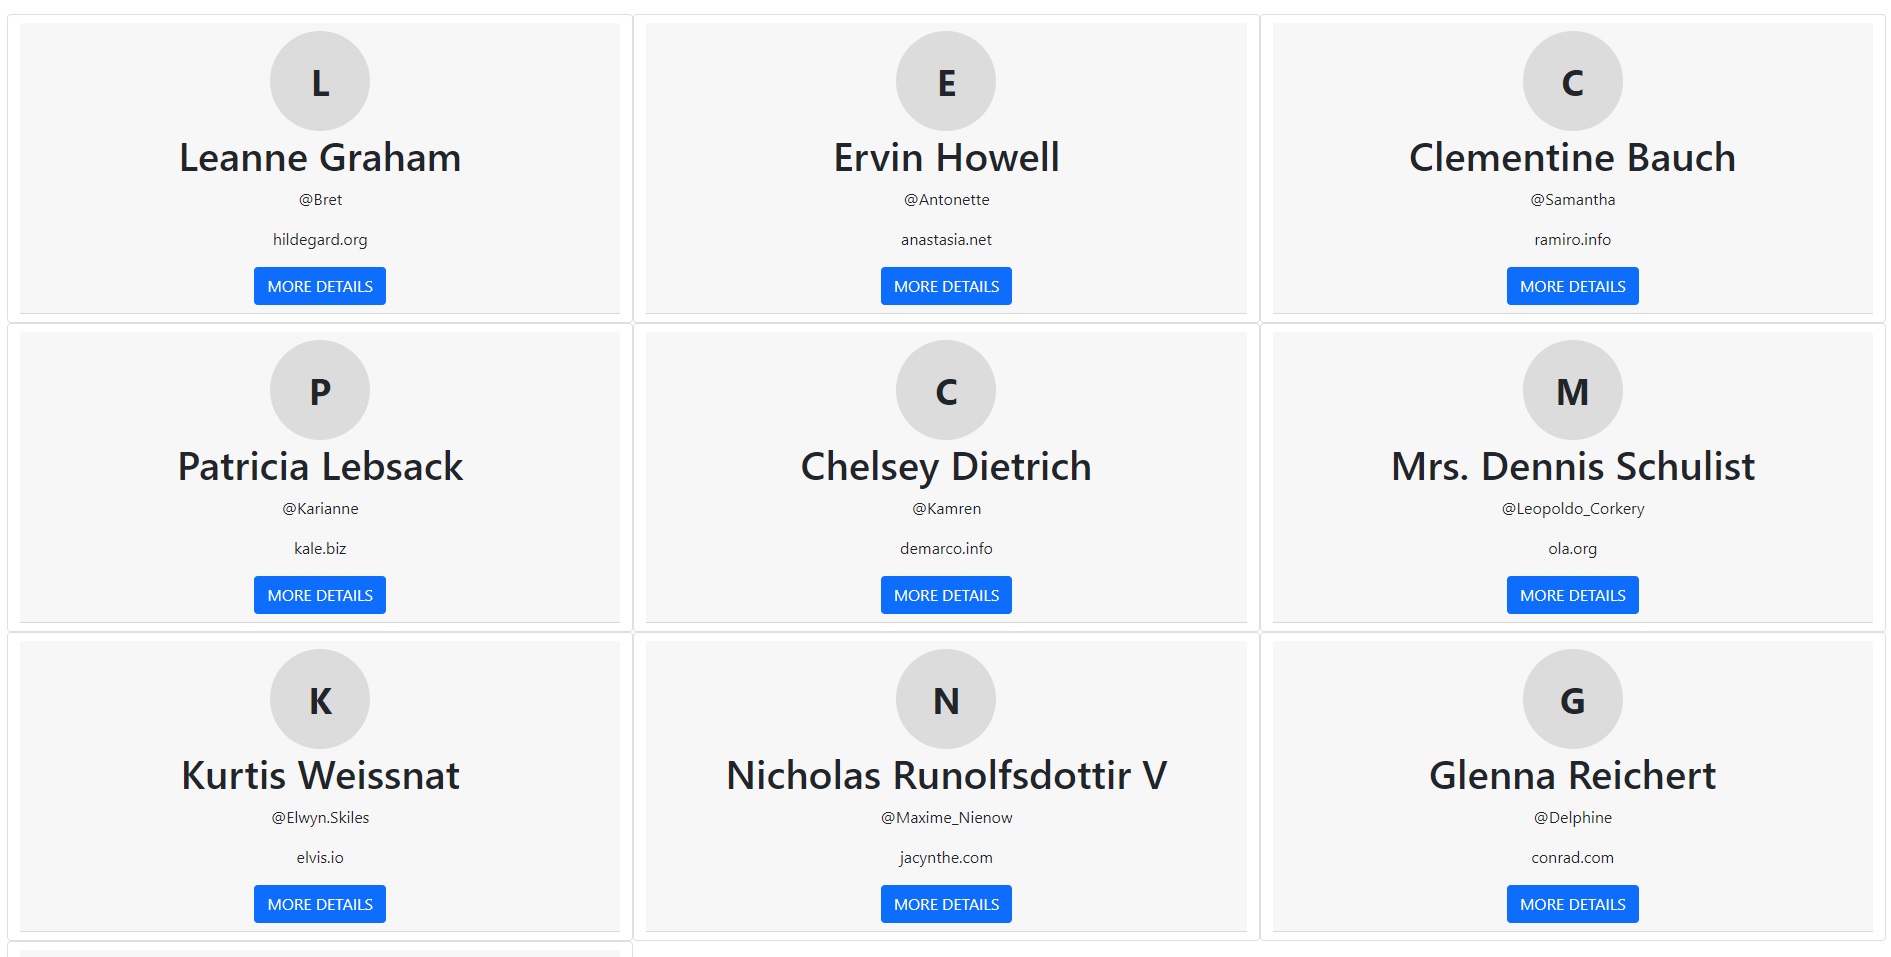 L
Leanne Graham
@Bret
hildegard.org
MORE DETAILS
E
Ervin Howell
@Antonette
anastasia.net
MORE DETAILS
C
Clementine Bauch
@Samantha
ramiro.info
MORE DETAILS
P
Patricia Lebsack
@Karianne
kale.biz
MORE DETAILS
C
Chelsey Dietrich
@Kamren
demarco.info
MORE DETAILS
M
Mrs. Dennis Schulist
@Leopoldo_Corkery
ola.org
MORE DETAILS
K
Kurtis Weissnat
@Elwyn.Skiles
elvis.io
MORE DETAILS
N
Nicholas Runolfsdottir V
@Maxime_Nienow
jacynthe.com
MORE DETAILS
G
Glenna Reichert
@Delphine
conrad.com
MORE DETAILS